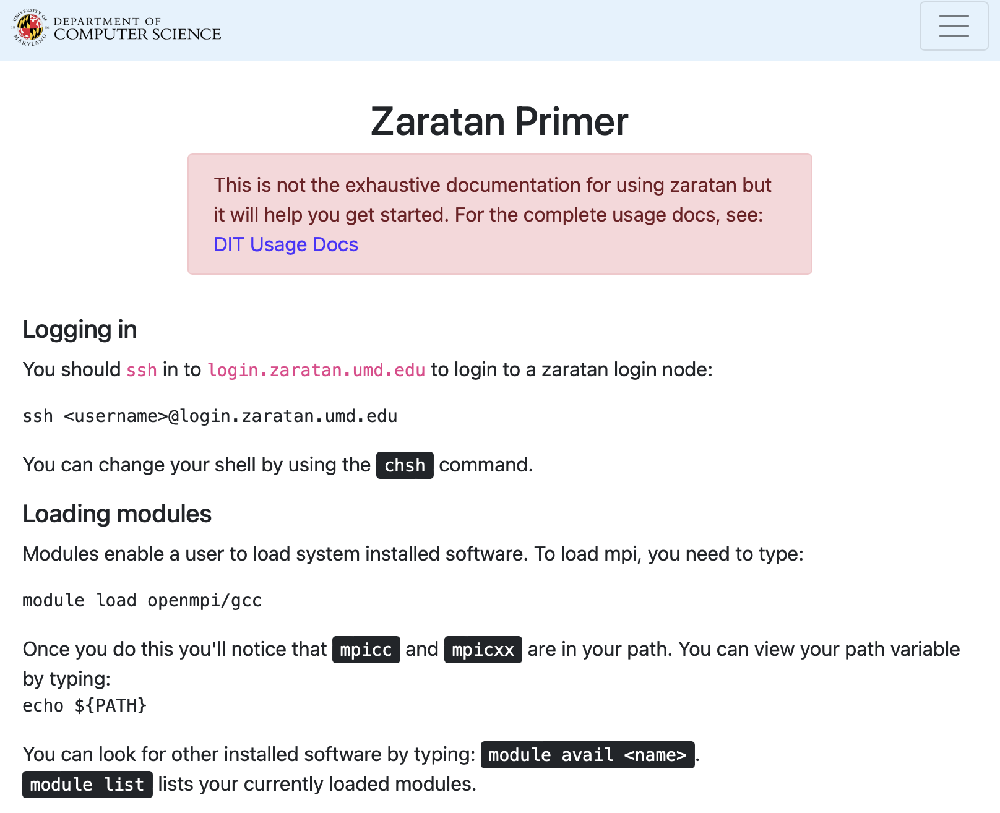 UNIVERSITY OF
18 56
MARYLAND
DEPARTMENT OF
COMPUTER SCIENCE
Zaratan Primer
This is not the exhaustive documentation for using zaratan but
it will help you get started. For the complete usage docs, see:
DIT Usage Docs
Logging in
You should ssh in to login.zaratan.umd.edu to login to a zaratan login node:
ssh <username>@login.zaratan.umd.edu
You can change your shell by using the chsh command.
Loading modules
Modules enable a user to load system installed software. To load mpi, you need to type:
module load openmpi/gcc
Once you do this you'll notice that mpicc and mpicxx are in your path. You can view your path variable
by typing:
echo ${PATH}
You can look for other installed software by typing: module avail <name>.
module list lists your currently loaded modules.